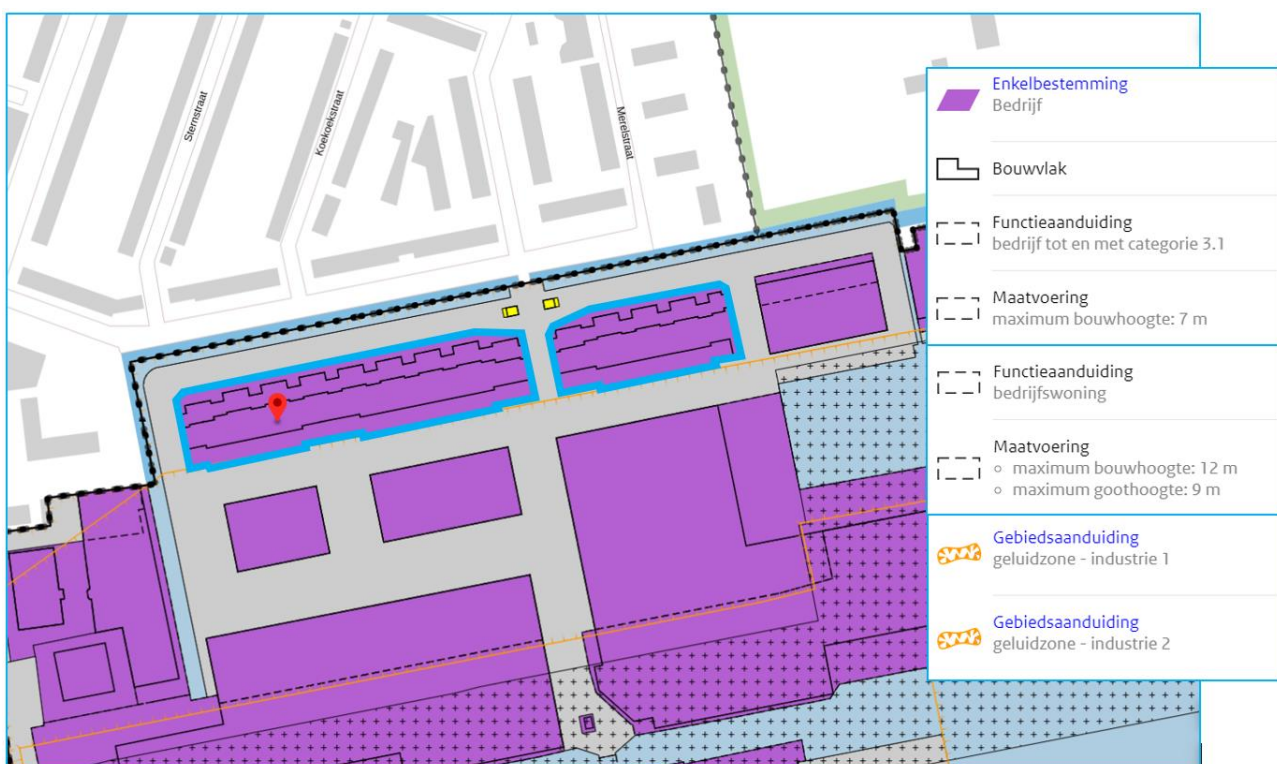 Sternstraat
Koekoekstraat
Merelstraat
Enkelbestemming
Bedrijf
Bouwvlak
Functieaanduiding
bedrijf tot en met categorie 3.1
Maatvoering
maximum bouwhoogte: 7 m
Functieaanduiding
bedrijfswoning
Maatvoering
maximum bouwhoogte: 12 m
maximum goothoogte: 9 m
Gebiedsaanduiding
geluidzone - industrie 1
Gebiedsaanduiding
geluidzone - industrie 2